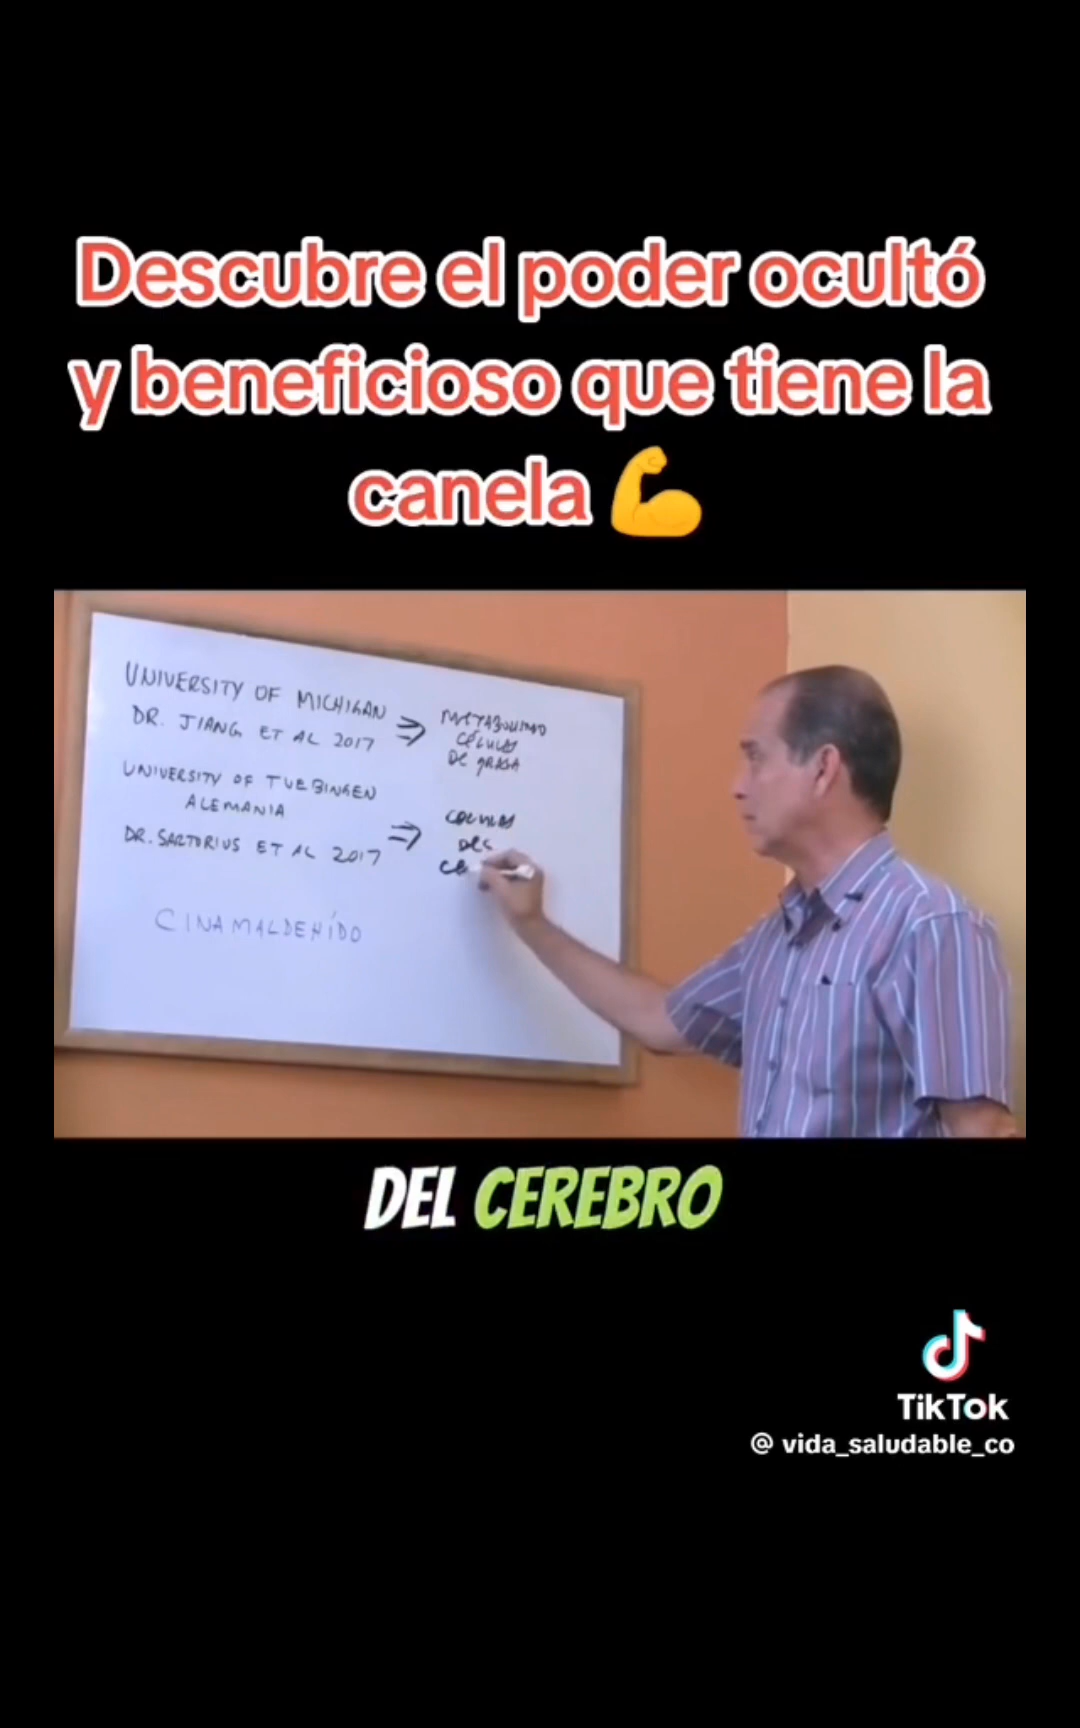 Descubre el poder ocultó
y beneficioso que tiene la
canela 💪
UNIVERSITY OF MICHIGAN
DR. JIANG ET AL 2017
⇒ METABOLISMO
CÉLULAS
DE GRASA
UNIVERSITY OF TUEBINGEN
ALEMANIA
DR. SARTORIUS ET AL 2017
⇒ CÉLULAS
DEL
CE
CINAMALDEHÍDO
DEL CEREBRO
TikTok
@ vida_saludable_co